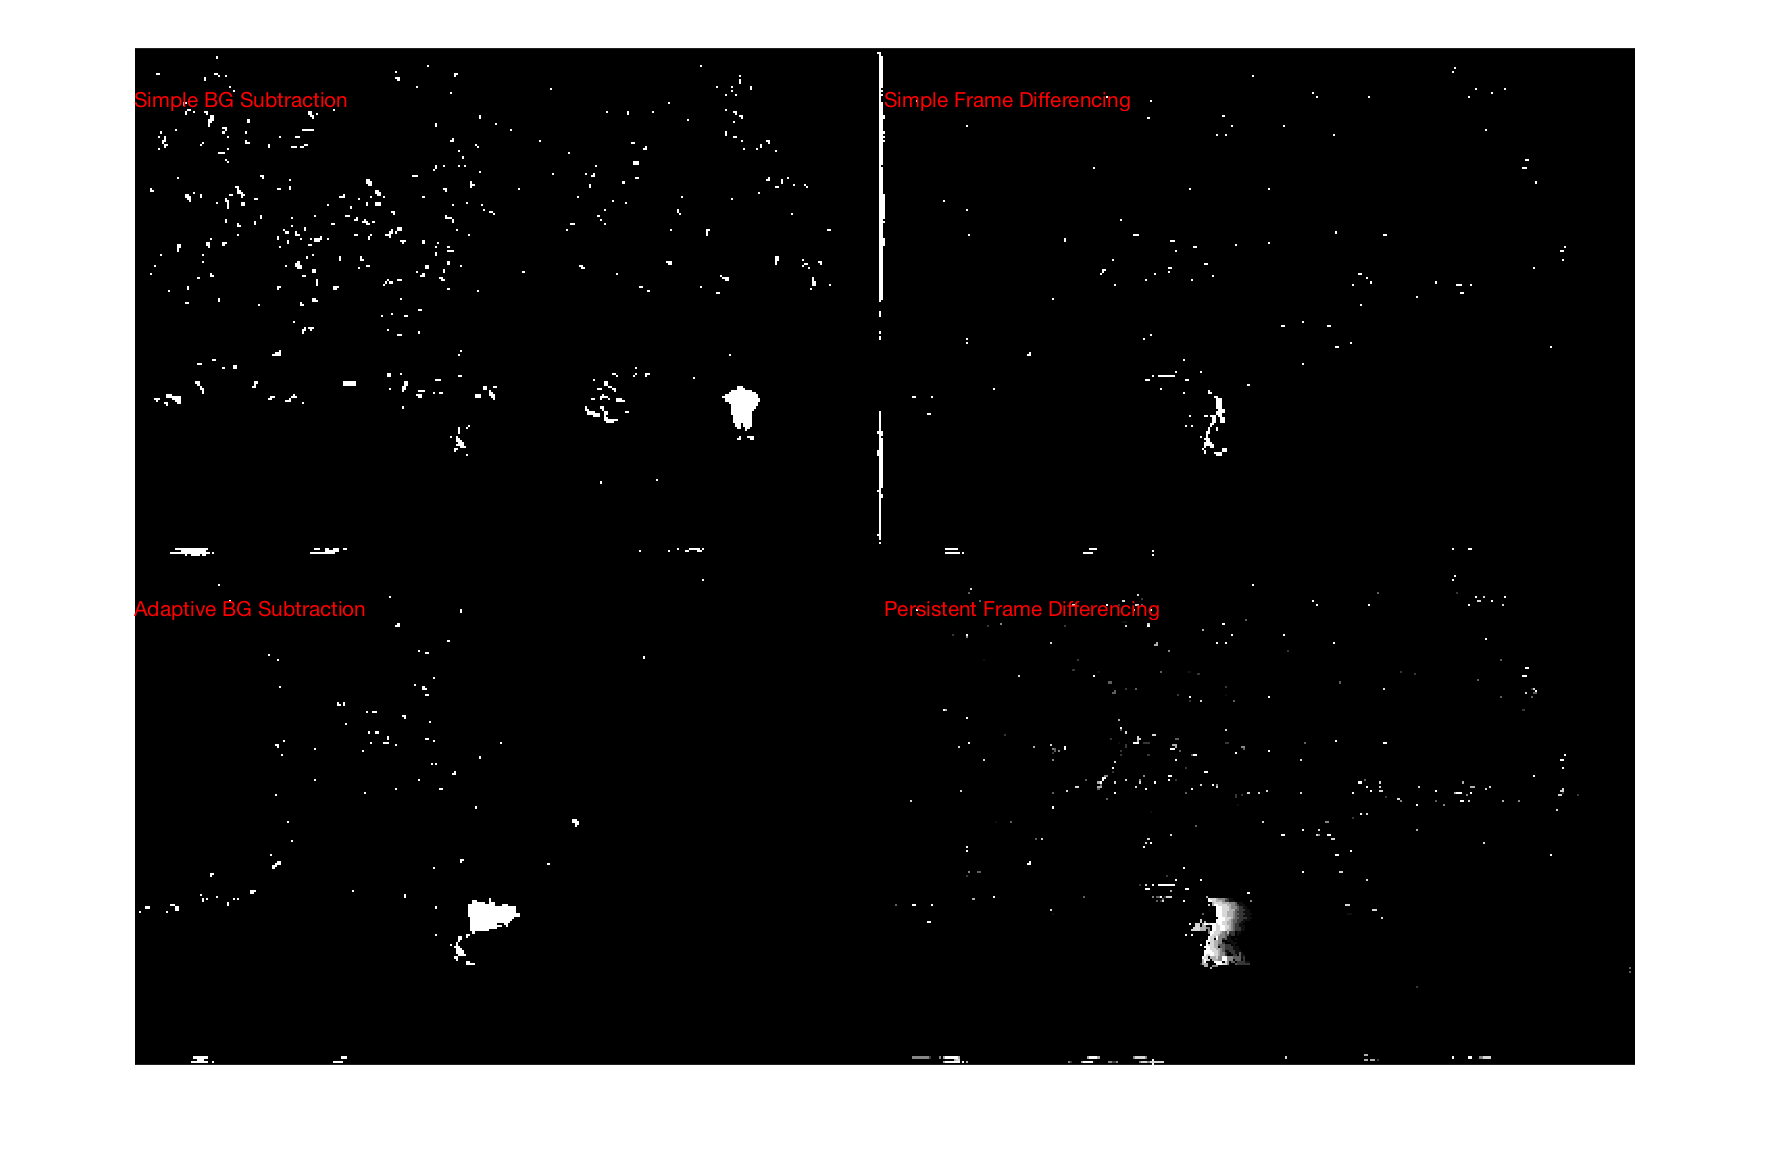 Simple BG Subtraction
Simple Frame Differencing
Adaptive BG Subtraction
Persistent Frame Differencing